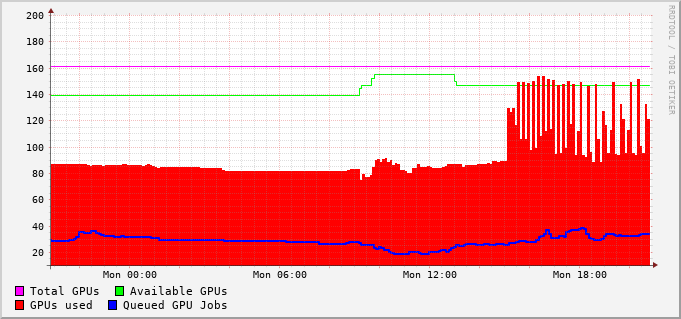 200
180
160
140
120
100
80
60
40
20
Mon 00:00 Mon 06:00 Mon 12:00 Mon 18:00
Total GPUs Available GPUs
GPUs used Queued GPU Jobs
RRDTOOL / TOBI OETIKER